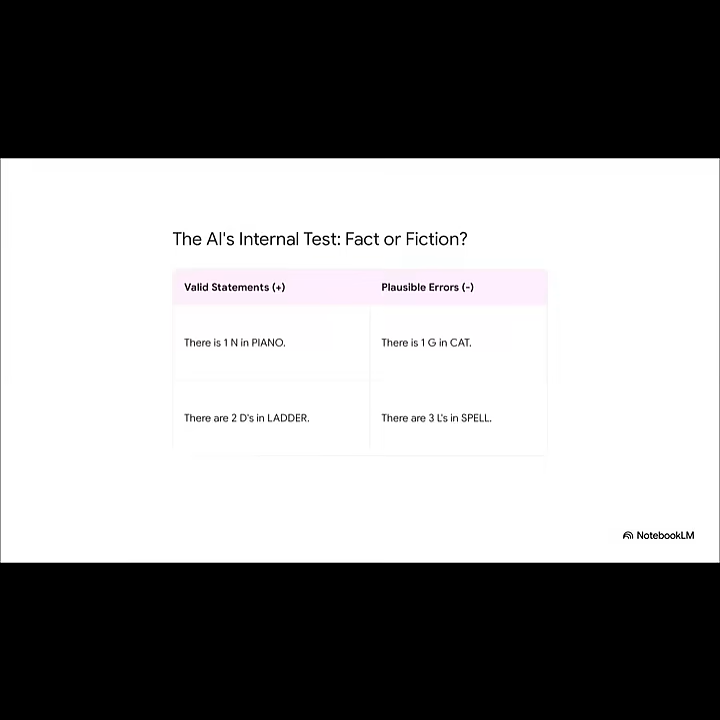 The AI's Internal Test: Fact or Fiction?
Valid Statements (+) Plausible Errors (-)
There is 1 N in PIANO. There is 1 G in CAT.
There are 2 D's in LADDER. There are 3 L's in SPELL.
NotebookLM